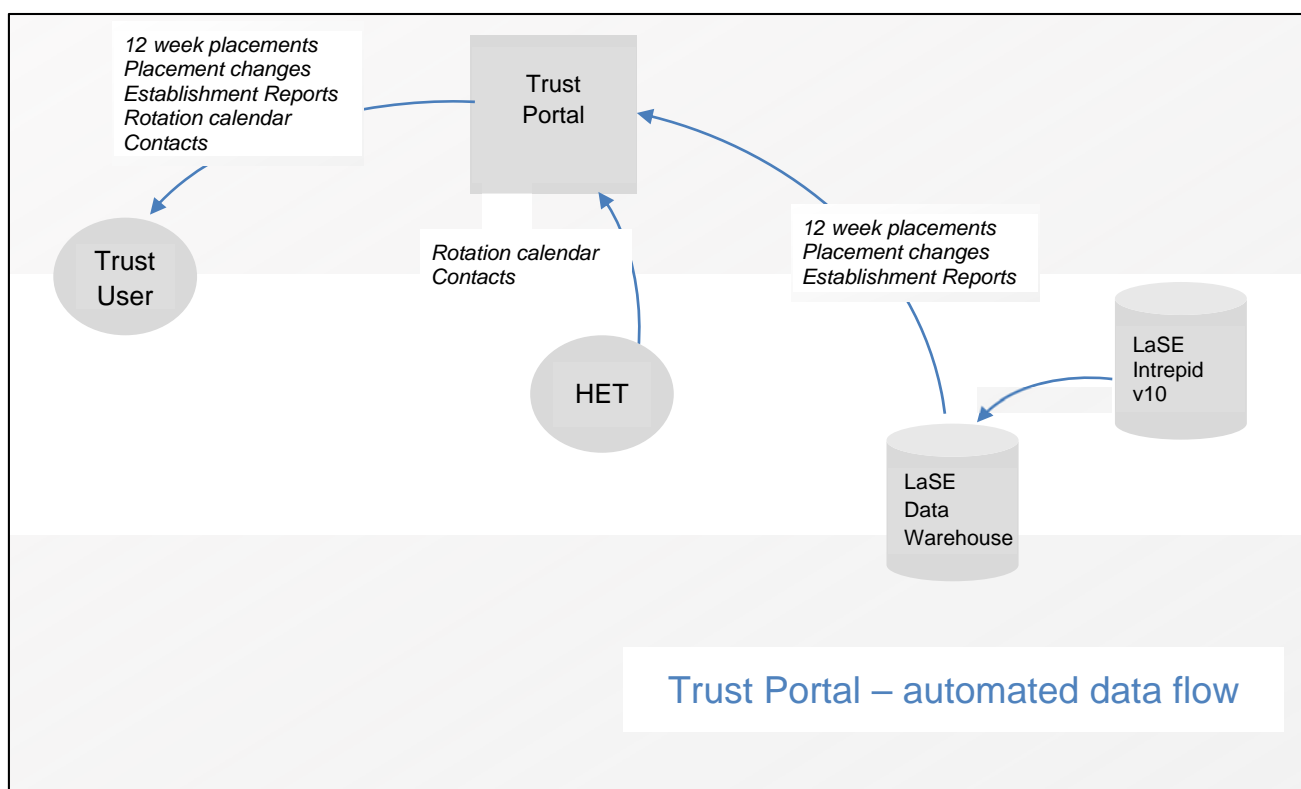 12 week placements
Placement changes
Establishment Reports
Rotation calendar
Contacts
Trust
Portal
Trust
User
Rotation calendar
Contacts
HET
12 week placements
Placement changes
Establishment Reports
LaSE
Intrepid
v10
LaSE
Data
Warehouse
Trust Portal – automated data flow